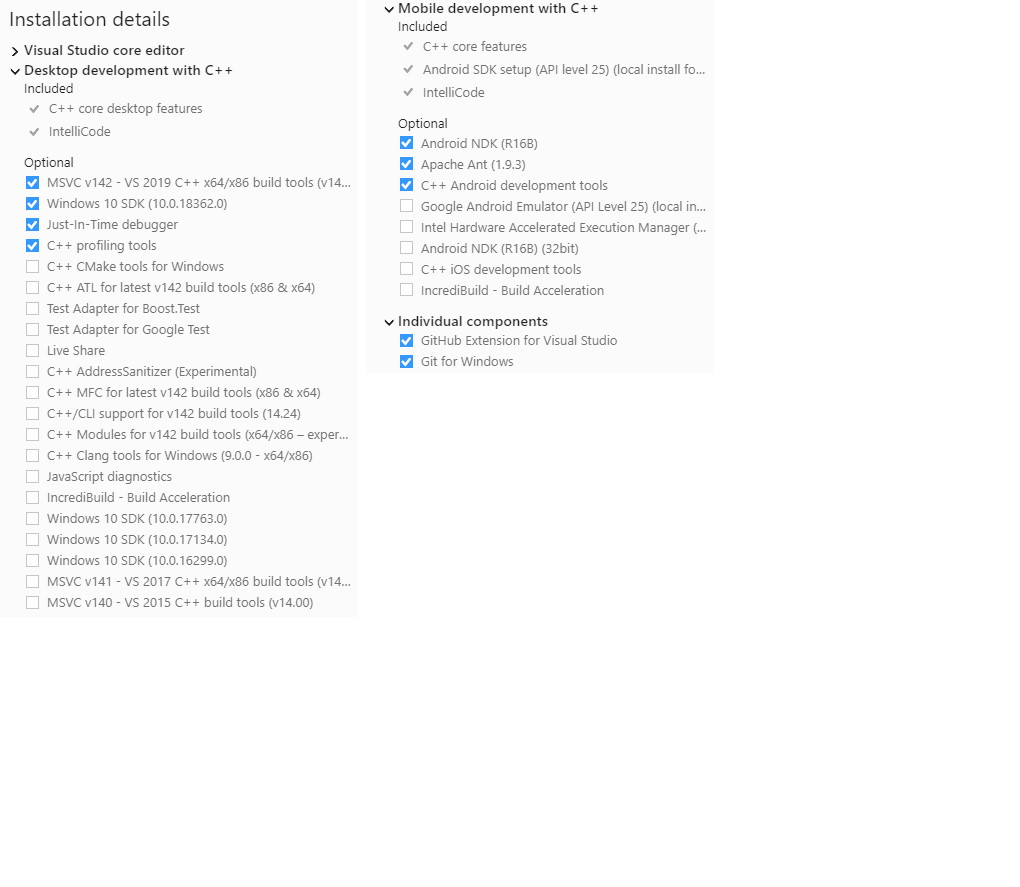 Installation details
Visual Studio core editor
Desktop development with C++
Included
C++ core desktop features
IntelliCode
Optional
MSVC v142 - VS 2019 C++ x64/x86 build tools (v14...
Windows 10 SDK (10.0.18362.0)
Just-In-Time debugger
C++ profiling tools
C++ CMake tools for Windows
C++ ATL for latest v142 build tools (x86 & x64)
Test Adapter for Boost.Test
Test Adapter for Google Test
Live Share
C++ AddressSanitizer (Experimental)
C++ MFC for latest v142 build tools (x86 & x64)
C++/CLI support for v142 build tools (14.24)
C++ Modules for v142 build tools (x64/x86 – exper...
C++ Clang tools for Windows (9.0.0 - x64/x86)
JavaScript diagnostics
IncrediBuild - Build Acceleration
Windows 10 SDK (10.0.17763.0)
Windows 10 SDK (10.0.17134.0)
Windows 10 SDK (10.0.16299.0)
MSVC v141 - VS 2017 C++ x64/x86 build tools (v14...
MSVC v140 - VS 2015 C++ build tools (v14.00)
Mobile development with C++
Included
C++ core features
Android SDK setup (API level 25) (local install fo...
IntelliCode
Optional
Android NDK (R16B)
Apache Ant (1.9.3)
C++ Android development tools
Google Android Emulator (API Level 25) (local in...
Intel Hardware Accelerated Execution Manager (...
Android NDK (R16B) (32bit)
C++ iOS development tools
IncrediBuild - Build Acceleration
Individual components
GitHub Extension for Visual Studio
Git for Windows